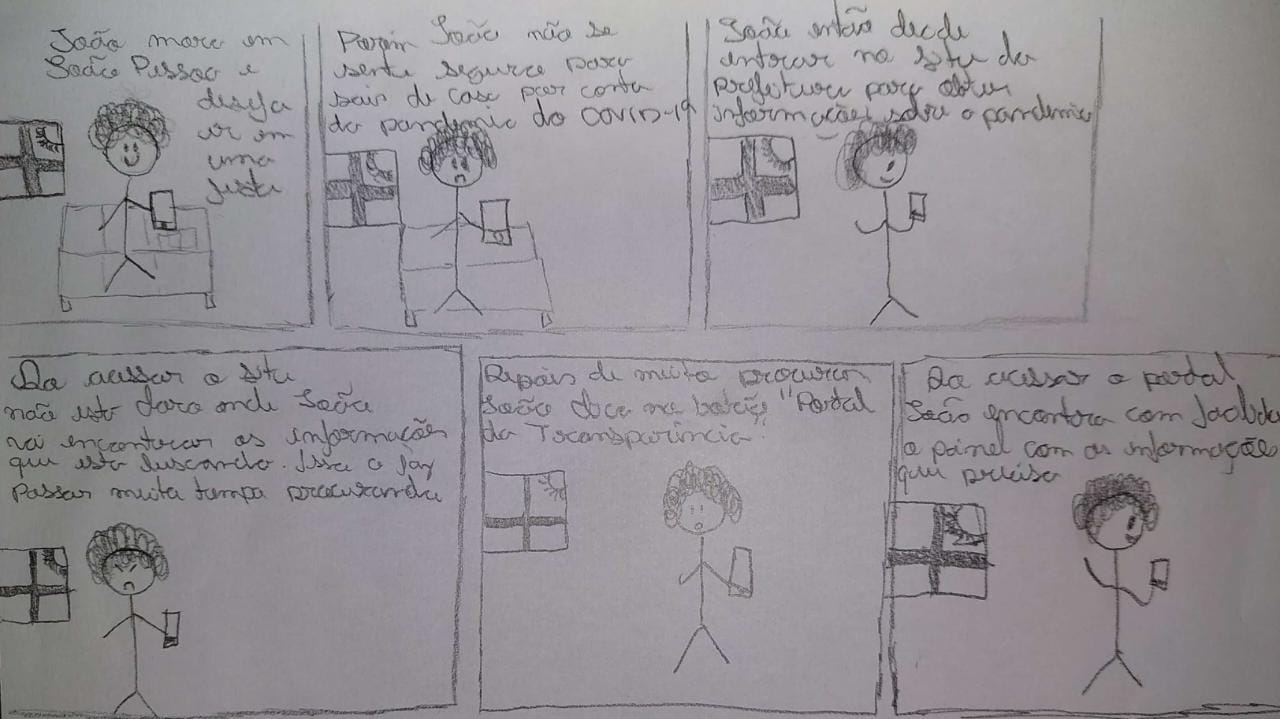 João mora em
João Pessoa e
deseja
ir em
uma
festa
Porém João não se
sente seguro para
sair de casa por conta
da pandemia do COVID-19
João então decide
entrar no site da
prefeitura para obter
informações sobre a pandemia
Ao acessar o site
não esta claro onde João
vai encontrar as informações
que esta buscando. Isso o faz
passar muito tempo procurando
Depois de muito procurar
João clica no botão "Portal
da Transparência"
Ao acessar o portal
João encontra com facilidade
o painel com as informações
que precisa